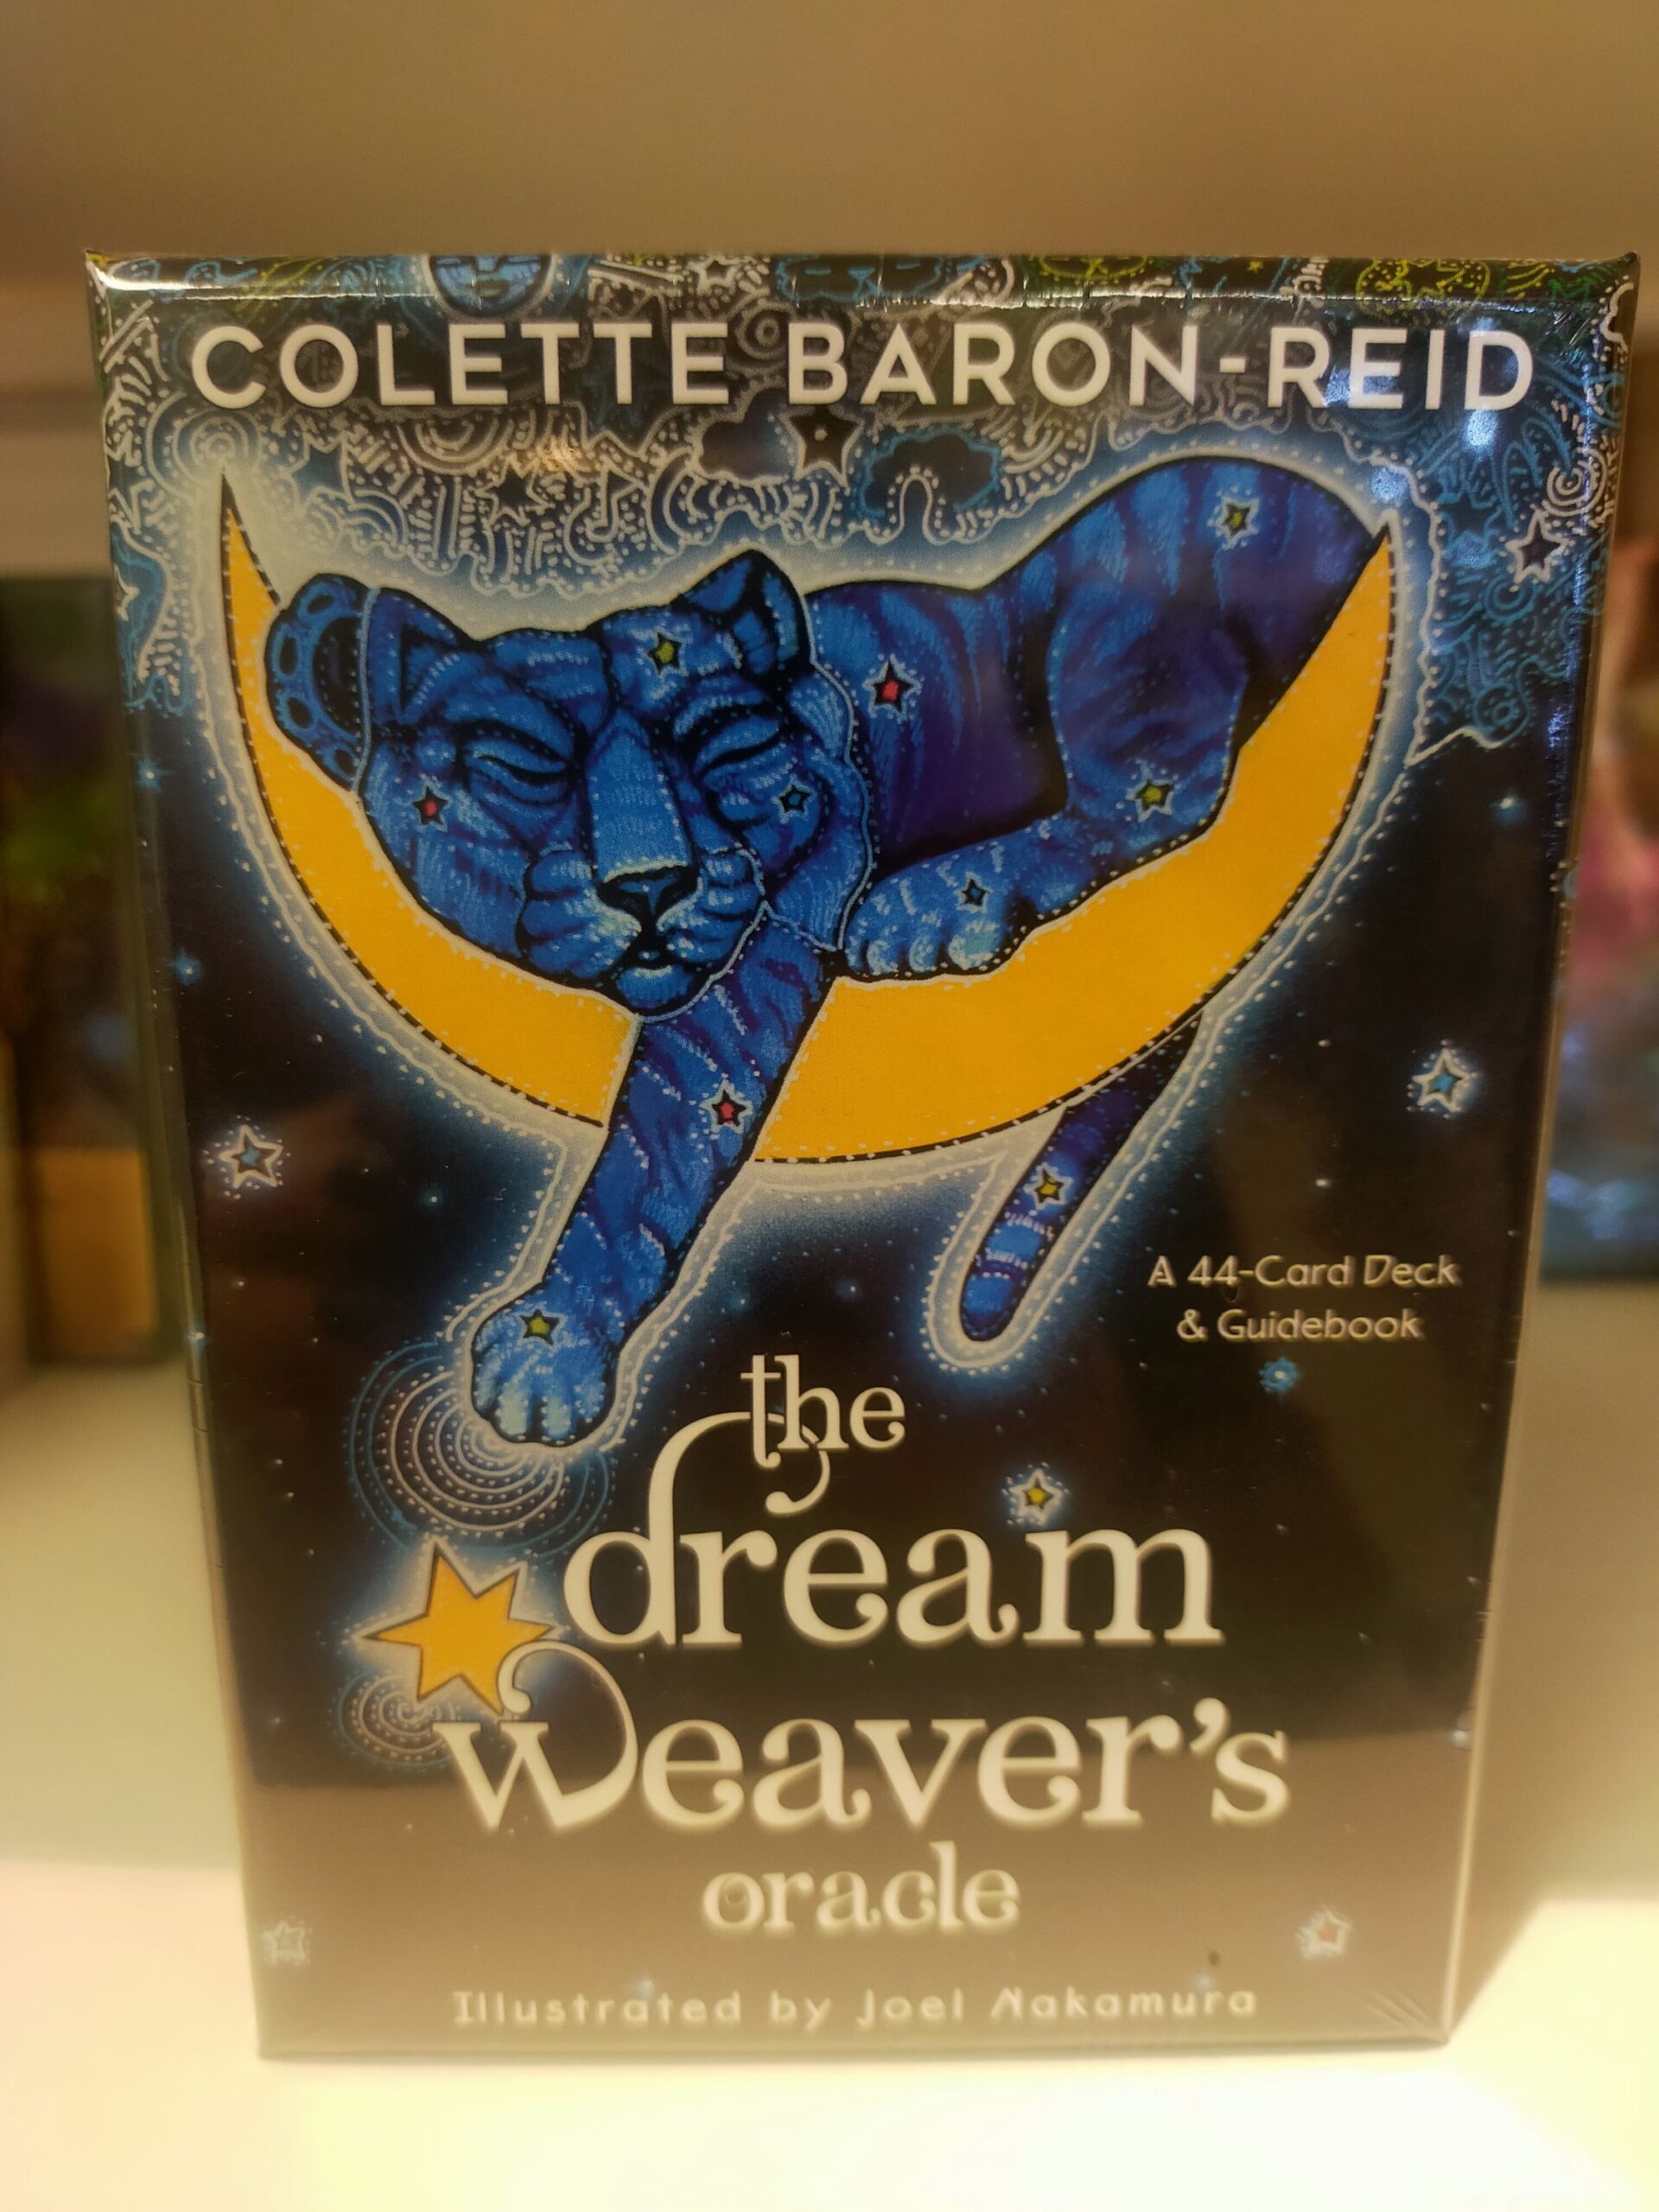 COLETTE BARON-REID
A 44-Card Deck
& Guidebook
the
dream
weaver's
oracle
Illustrated by Joel Nakamura